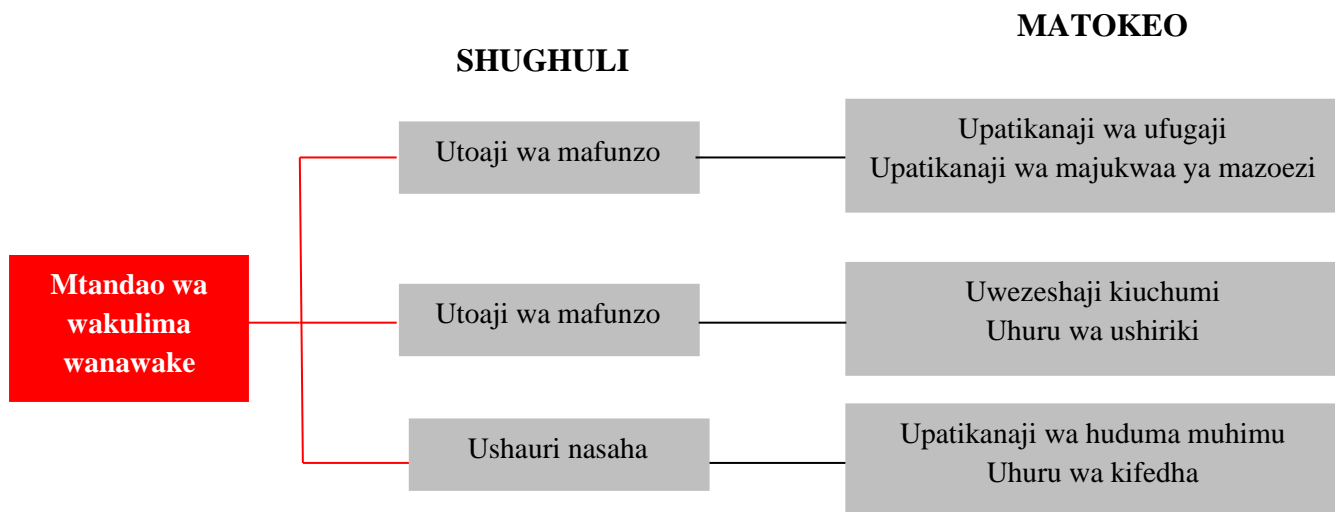 MATOKEO
SHUGHULI
Utoaji wa mafunzo
Upatikanaji wa ufugaji
Upatikanaji wa majukwaa ya mazoezi
Mtandao wa
wakulima
wanawake
Utoaji wa mafunzo
Uwezeshaji kiuchumi
Uhuru wa ushiriki
Ushauri nasaha
Upatikanaji wa huduma muhimu
Uhuru wa kifedha